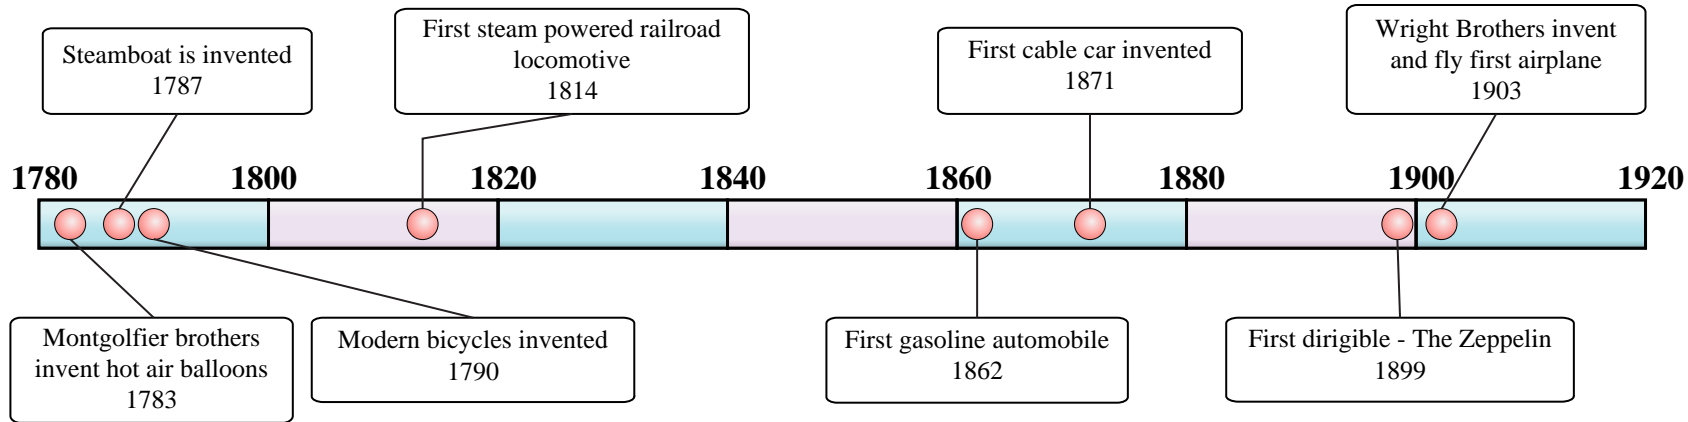 Steamboat is invented
1787
First steam powered railroad
locomotive
1814
First cable car invented
1871
Wright Brothers invent
and fly first airplane
1903
1780
1800
1820
1840
1860
1880
1900
1920
Montgolfier brothers
invent hot air balloons
1783
Modern bicycles invented
1790
First gasoline automobile
1862
First dirigible - The Zeppelin
1899